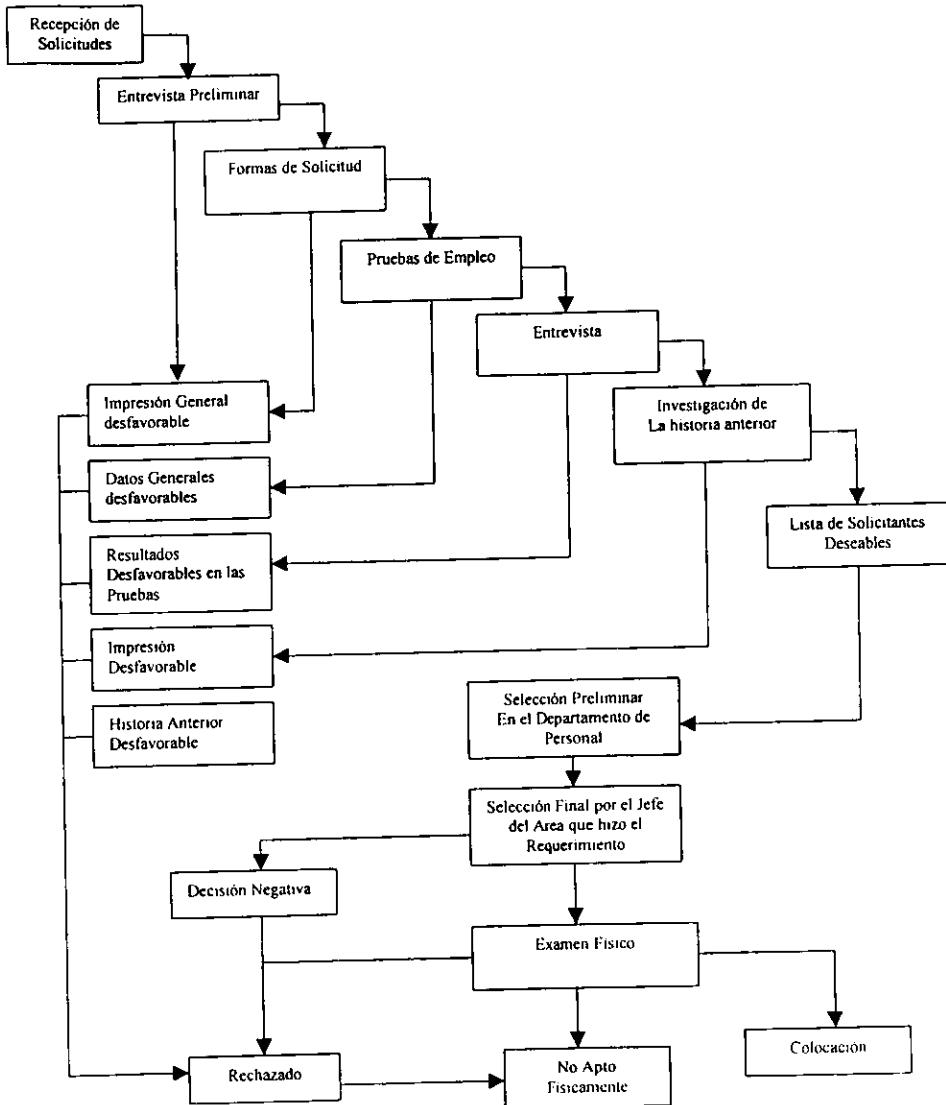 Recepción de
Solicitudes
Entrevista Preliminar
Formas de Solicitud
Pruebas de Empleo
Entrevista
Investigación de
La historia anterior
Lista de Solicitantes
Deseables
Impresión General
desfavorable
Datos Generales
desfavorables
Resultados
Desfavorables en las
Pruebas
Impresión
Desfavorable
Historia Anterior
Desfavorable
Selección Preliminar
En el Departamento de
Personal
Selección Final por el Jefe
del Area que hizo el
Requerimiento
Decisión Negativa
Examen Fisico
Colocación
Rechazado
No Apto
Fisicamente